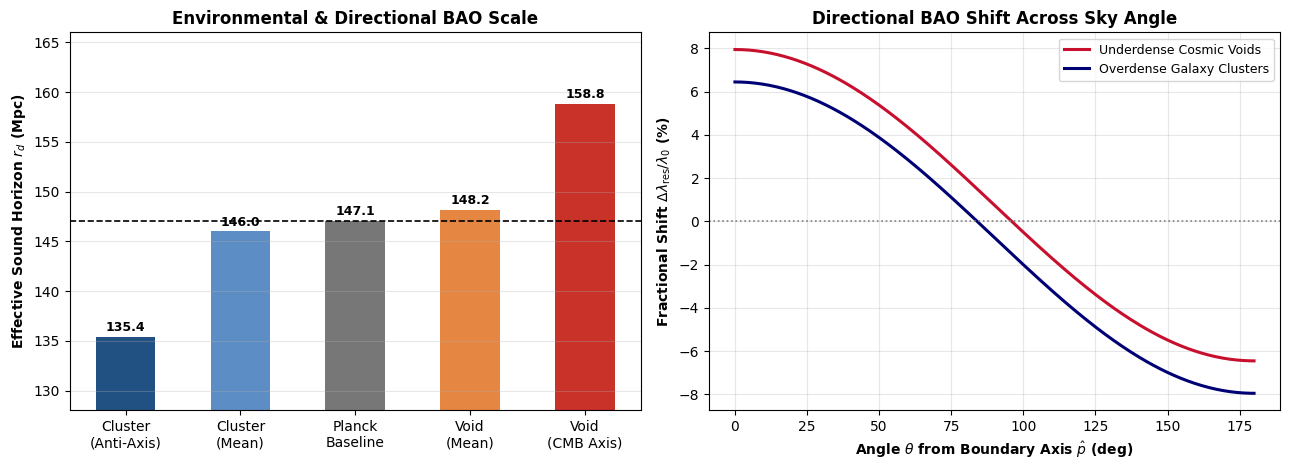 Environmental & Directional BAO Scale
Effective Sound Horizon r_d (Mpc)
165
160
155
150
145
140
135
130
135.4
146.0
147.1
148.2
158.8
Cluster
(Anti-Axis)
Cluster
(Mean)
Planck
Baseline
Void
(Mean)
Void
(CMB Axis)
Directional BAO Shift Across Sky Angle
Fractional Shift Δλ_res/λ_0 (%)
8
6
4
2
0
−2
−4
−6
−8
Underdense Cosmic Voids
Overdense Galaxy Clusters
0
25
50
75
100
125
150
175
Angle θ from Boundary Axis p̂ (deg)